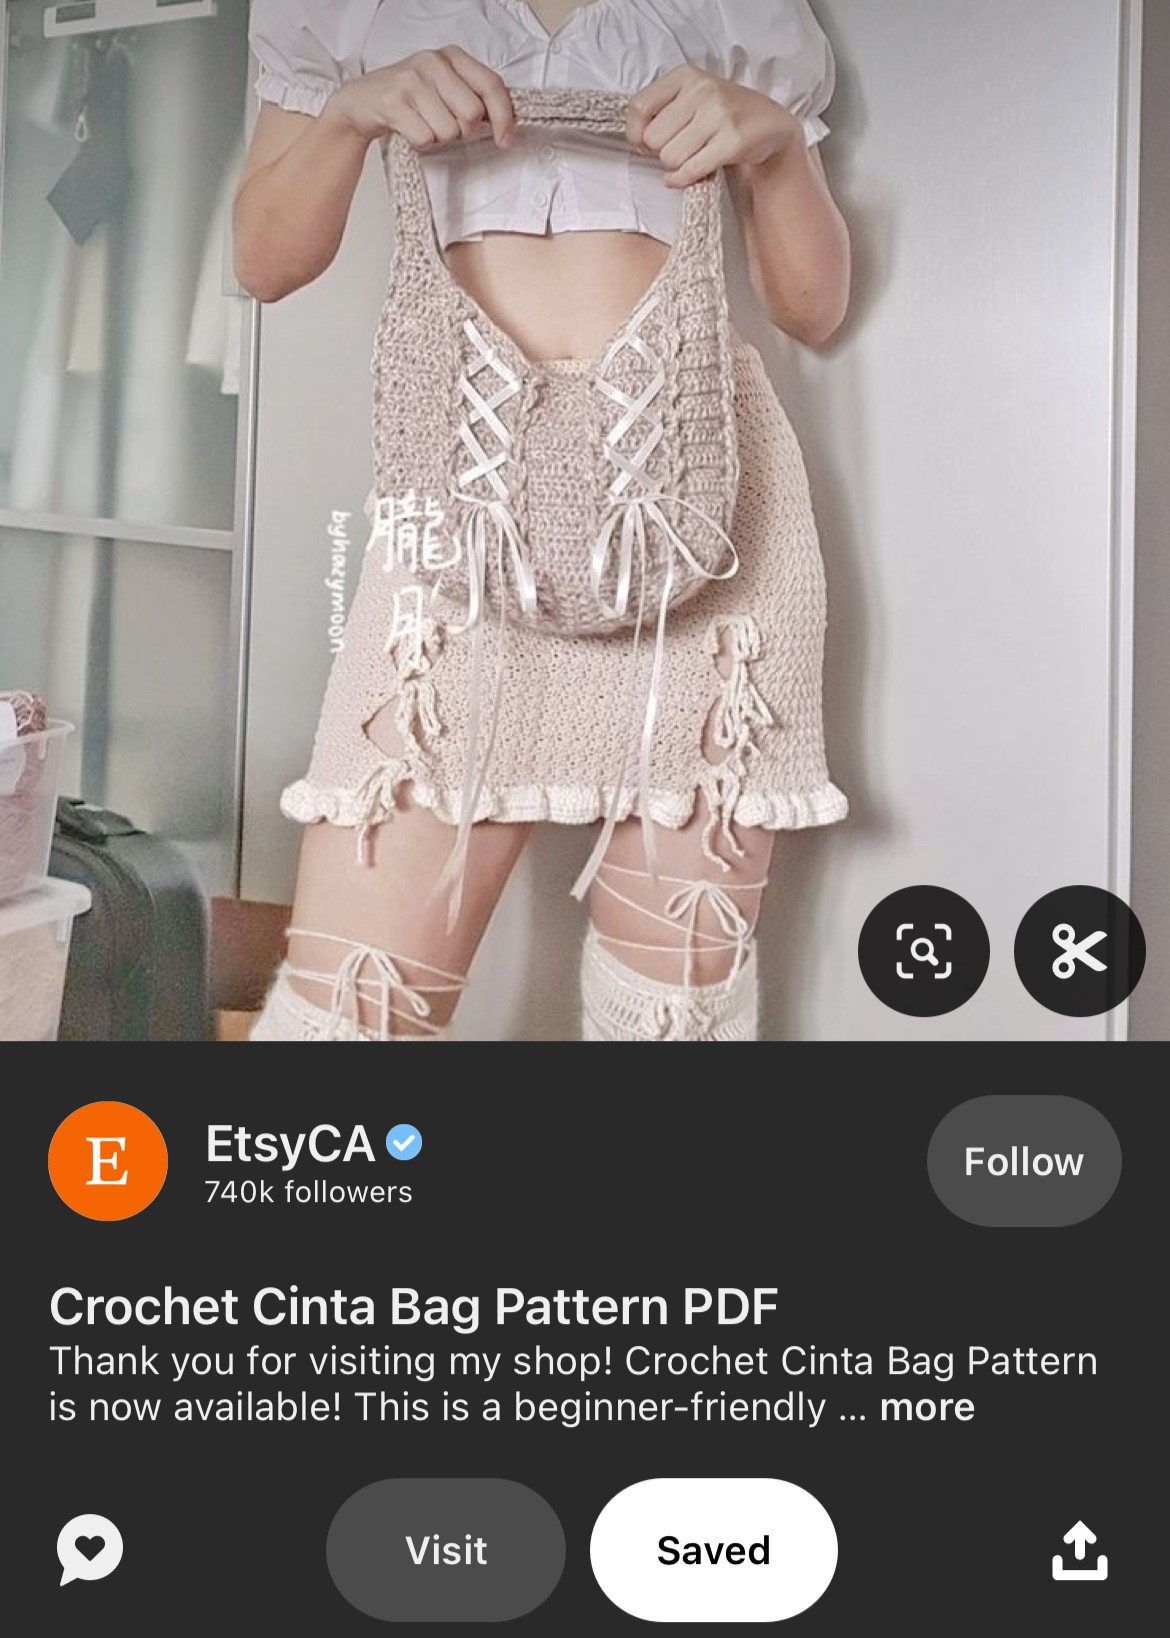 朧月
byhazymoon
E
EtsyCA
740k followers
Follow
Crochet Cinta Bag Pattern PDF
Thank you for visiting my shop! Crochet Cinta Bag Pattern
is now available! This is a beginner-friendly ... more
Visit
Saved